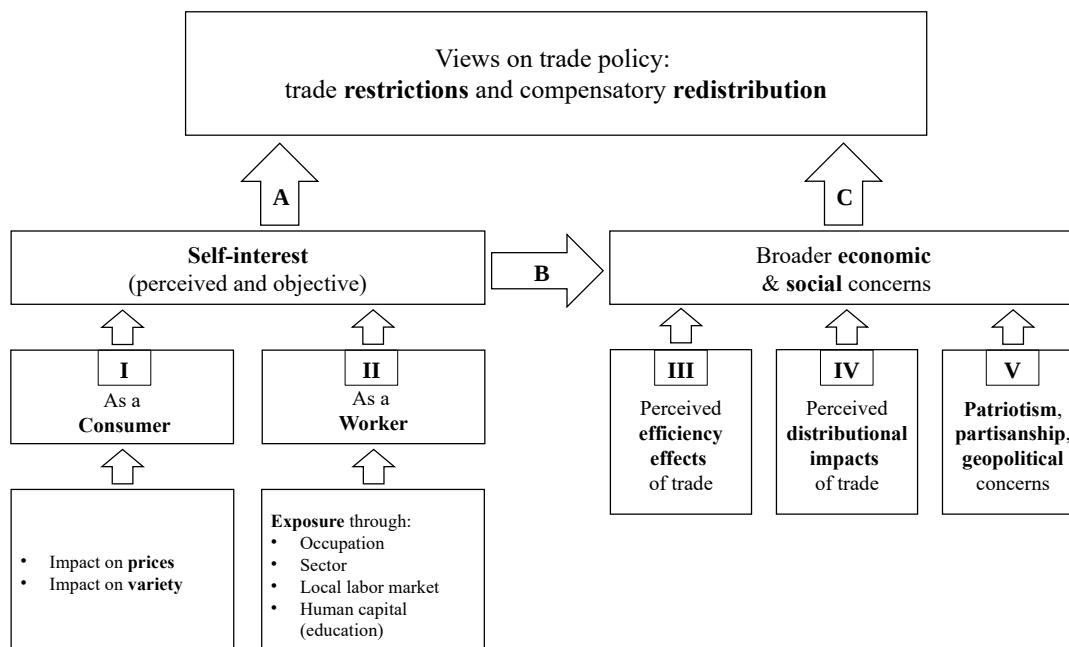 Views on trade policy:
trade restrictions and compensatory redistribution
A
C
Self-interest
(perceived and objective)
B
Broader economic
& social concerns
I
As a
Consumer
II
As a
Worker
III
Perceived
efficiency
effects
of trade
IV
Perceived
distributional
impacts
of trade
V
Patriotism,
partisanship,
geopolitical
concerns
• Impact on prices
• Impact on variety
Exposure through:
• Occupation
• Sector
• Local labor market
• Human capital
(education)